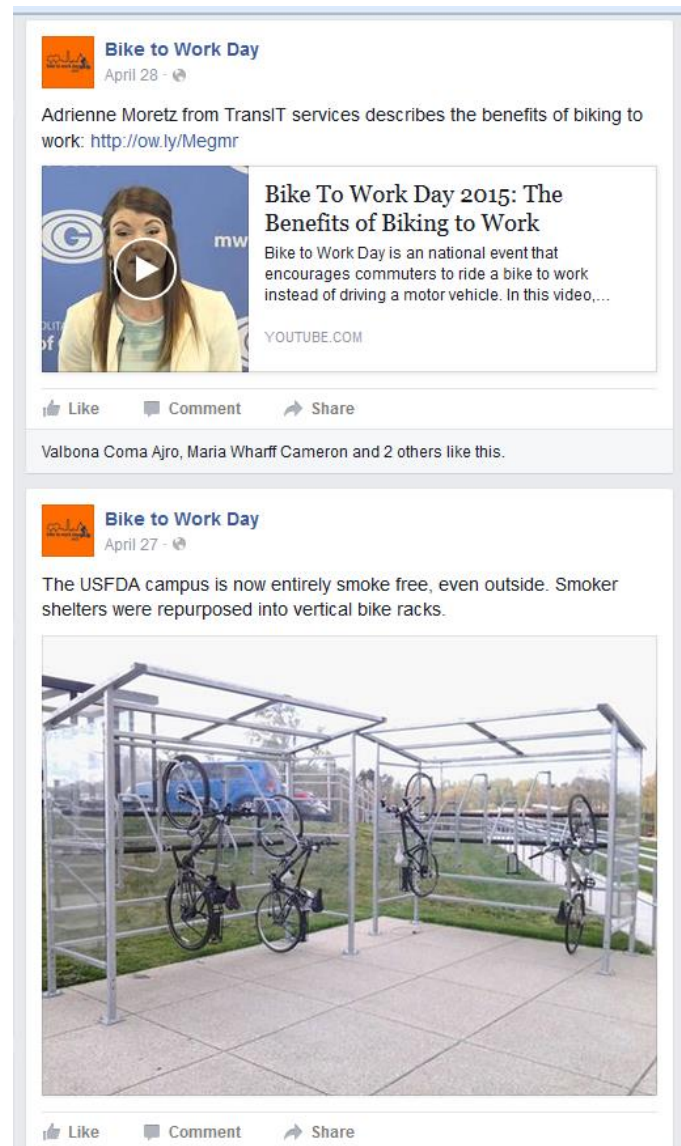 Bike to Work Day
April 28 ·
Adrienne Moretz from TransIT services describes the benefits of biking to
work: http://ow.ly/Megmr
mw
OLITA
of
Bike To Work Day 2015: The
Benefits of Biking to Work
Bike to Work Day is an national event that
encourages commuters to ride a bike to work
instead of driving a motor vehicle. In this video,...
YOUTUBE.COM
Like Comment Share
Valbona Coma Ajro, Maria Wharff Cameron and 2 others like this.
Bike to Work Day
April 27 ·
The USFDA campus is now entirely smoke free, even outside. Smoker
shelters were repurposed into vertical bike racks.
Like Comment Share